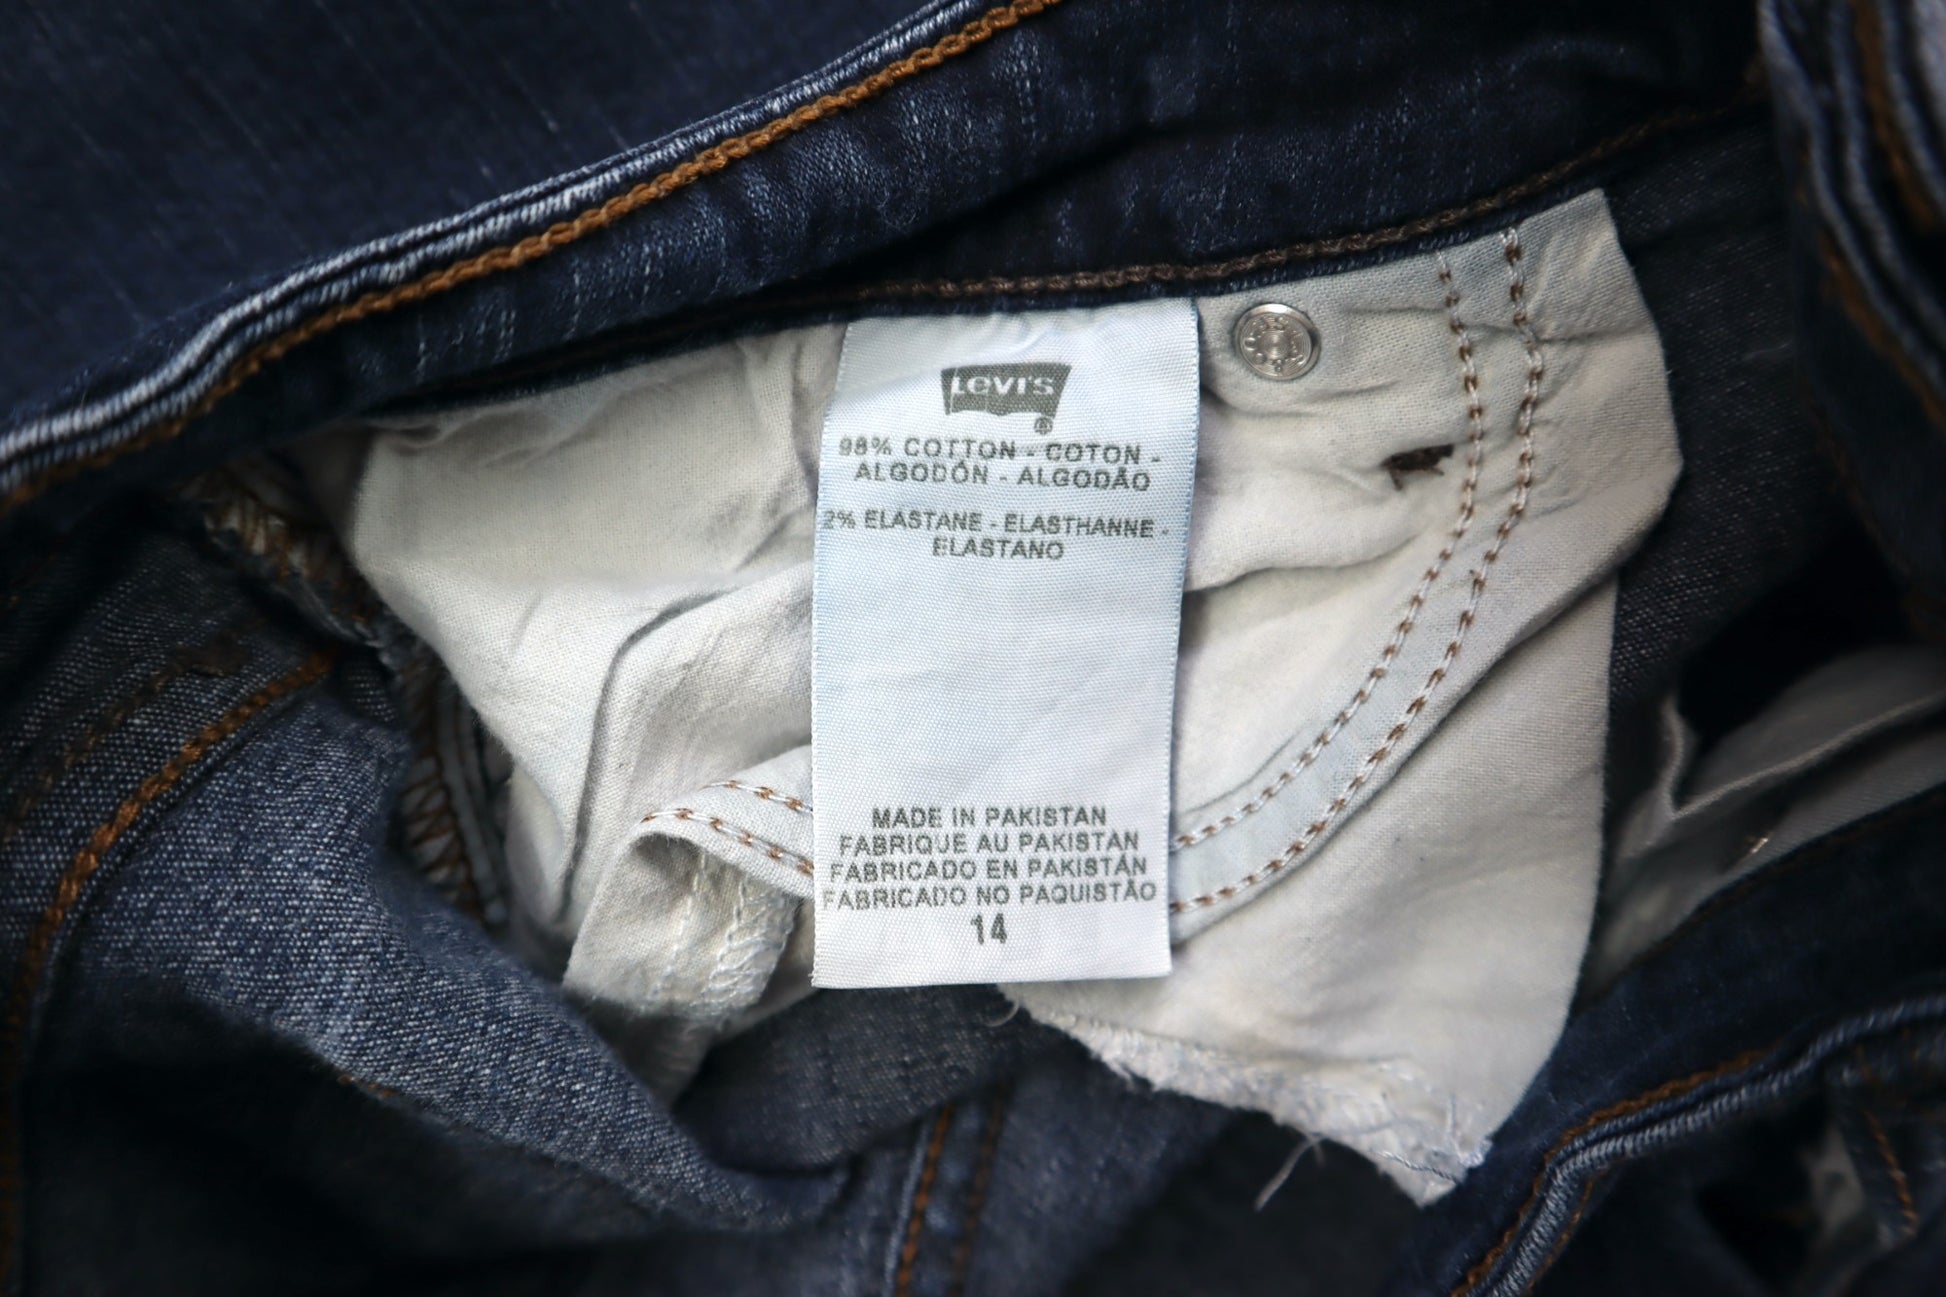 Levi's
®
98% COTTON - COTON -
ALGODÓN - ALGODÃO
2% ELASTANE - ELASTHANNE -
ELASTANO
MADE IN PAKISTAN
FABRIQUE AU PAKISTAN
FABRICADO EN PAKISTÁN
FABRICADO NO PAQUISTÃO
14